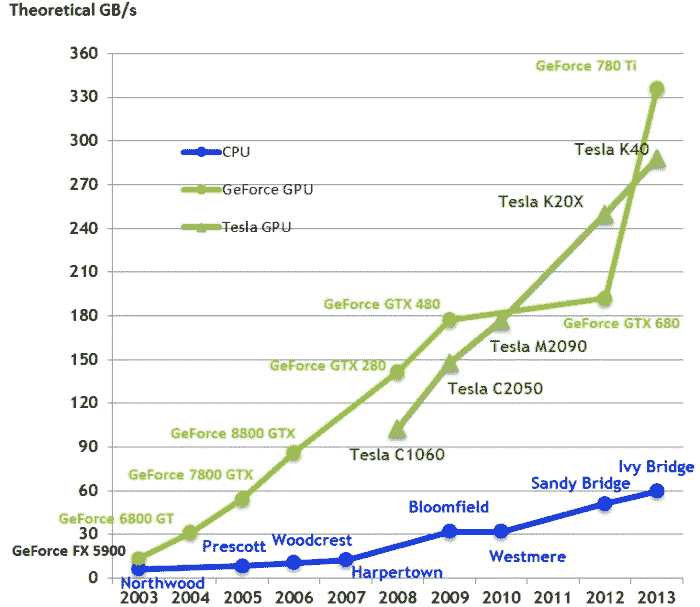 Theoretical GB/s
360
330
300
270
240
210
180
150
120
90
60
30
0
CPU
GeForce GPU
Tesla GPU
GeForce 780 Ti
Tesla K40
Tesla K20X
GeForce GTX 480
GeForce GTX 680
Tesla M2090
GeForce GTX 280
Tesla C2050
GeForce 8800 GTX
Tesla C1060
GeForce 7800 GTX
GeForce 6800 GT
GeForce FX 5900
Ivy Bridge
Sandy Bridge
Bloomfield
Prescott
Woodcrest
Westmere
Harpertown
Northwood
2003 2004 2005 2006 2007 2008 2009 2010 2011 2012 2013